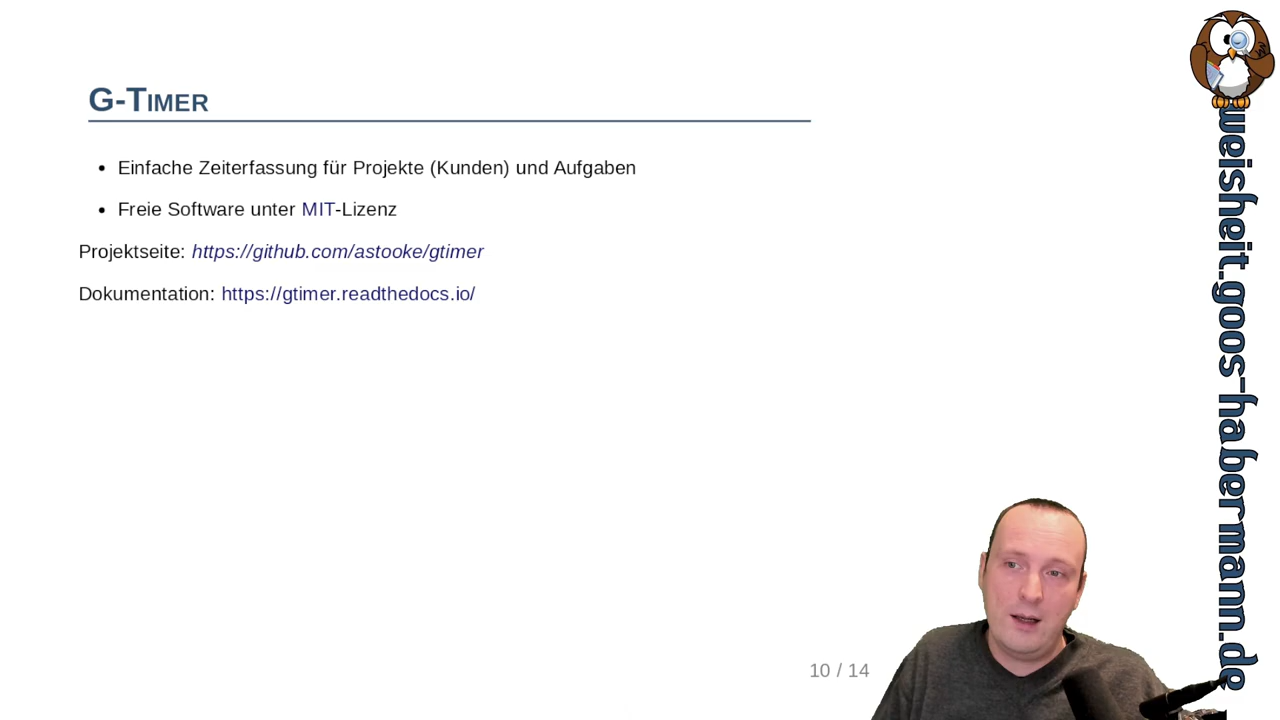 G-Timer
Einfache Zeiterfassung für Projekte (Kunden) und Aufgaben
Freie Software unter MIT-Lizenz
Projektseite: https://github.com/astooke/gtimer
Dokumentation: https://gtimer.readthedocs.io/
10 / 14
weisheit.goos-habermann.de